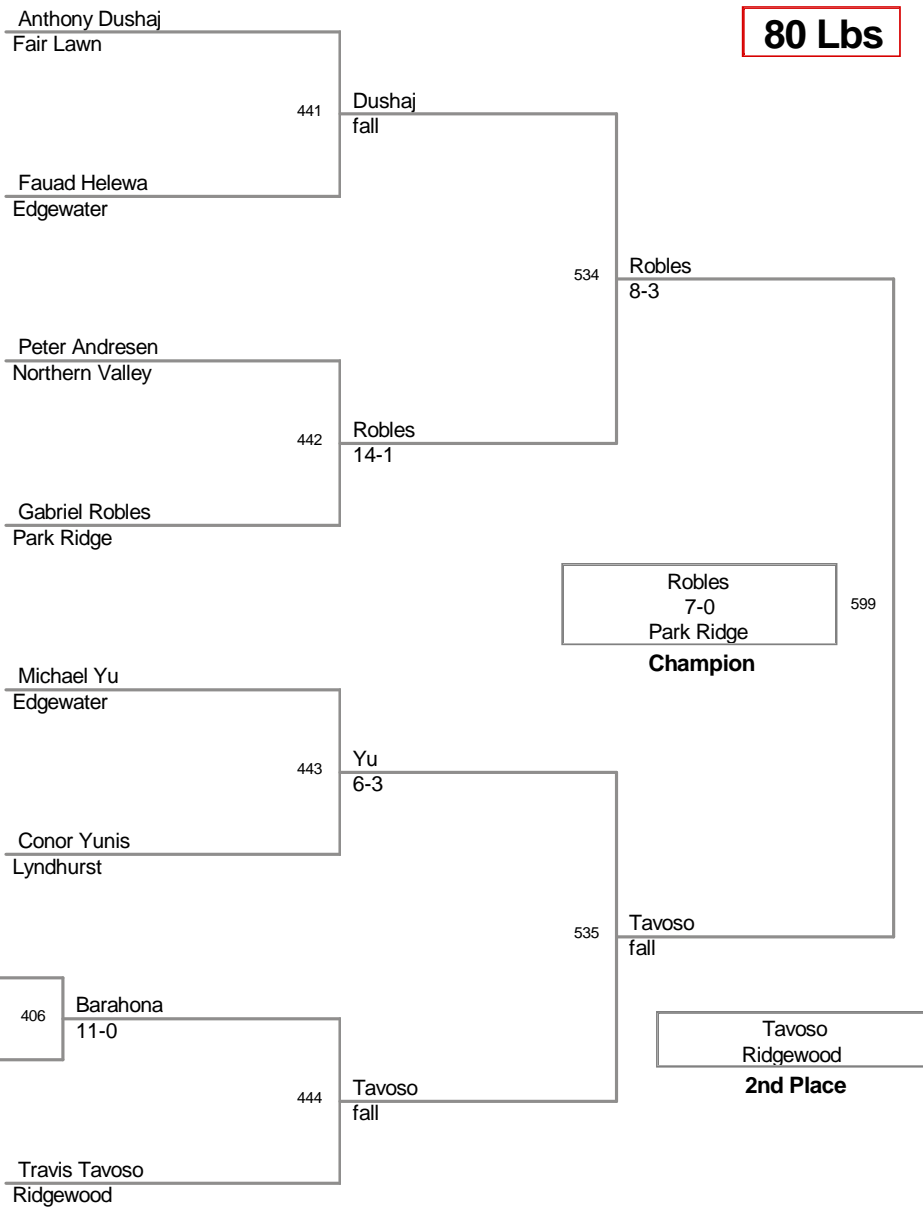 Anthony Dushaj
Fair Lawn
80 Lbs
441
Dushaj
fall
Fauad Helewa
Edgewater
534
Robles
8-3
Peter Andresen
Northern Valley
442
Robles
14-1
Gabriel Robles
Park Ridge
Robles
7-0
Park Ridge
599
Champion
Michael Yu
Edgewater
443
Yu
6-3
Conor Yunis
Lyndhurst
535
Tavoso
fall
406
Barahona
11-0
Tavoso
Ridgewood
2nd Place
444
Tavoso
fall
Travis Tavoso
Ridgewood